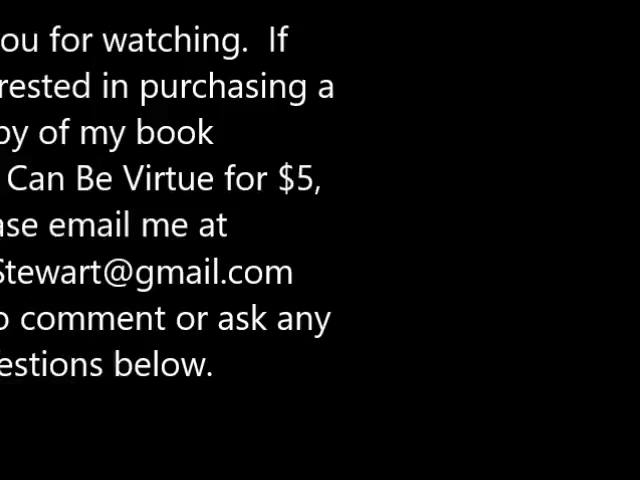 ou for watching. If
rested in purchasing a
py of my book
Can Be Virtue for $5,
ase email me at
Stewart@gmail.com
o comment or ask any
estions below.